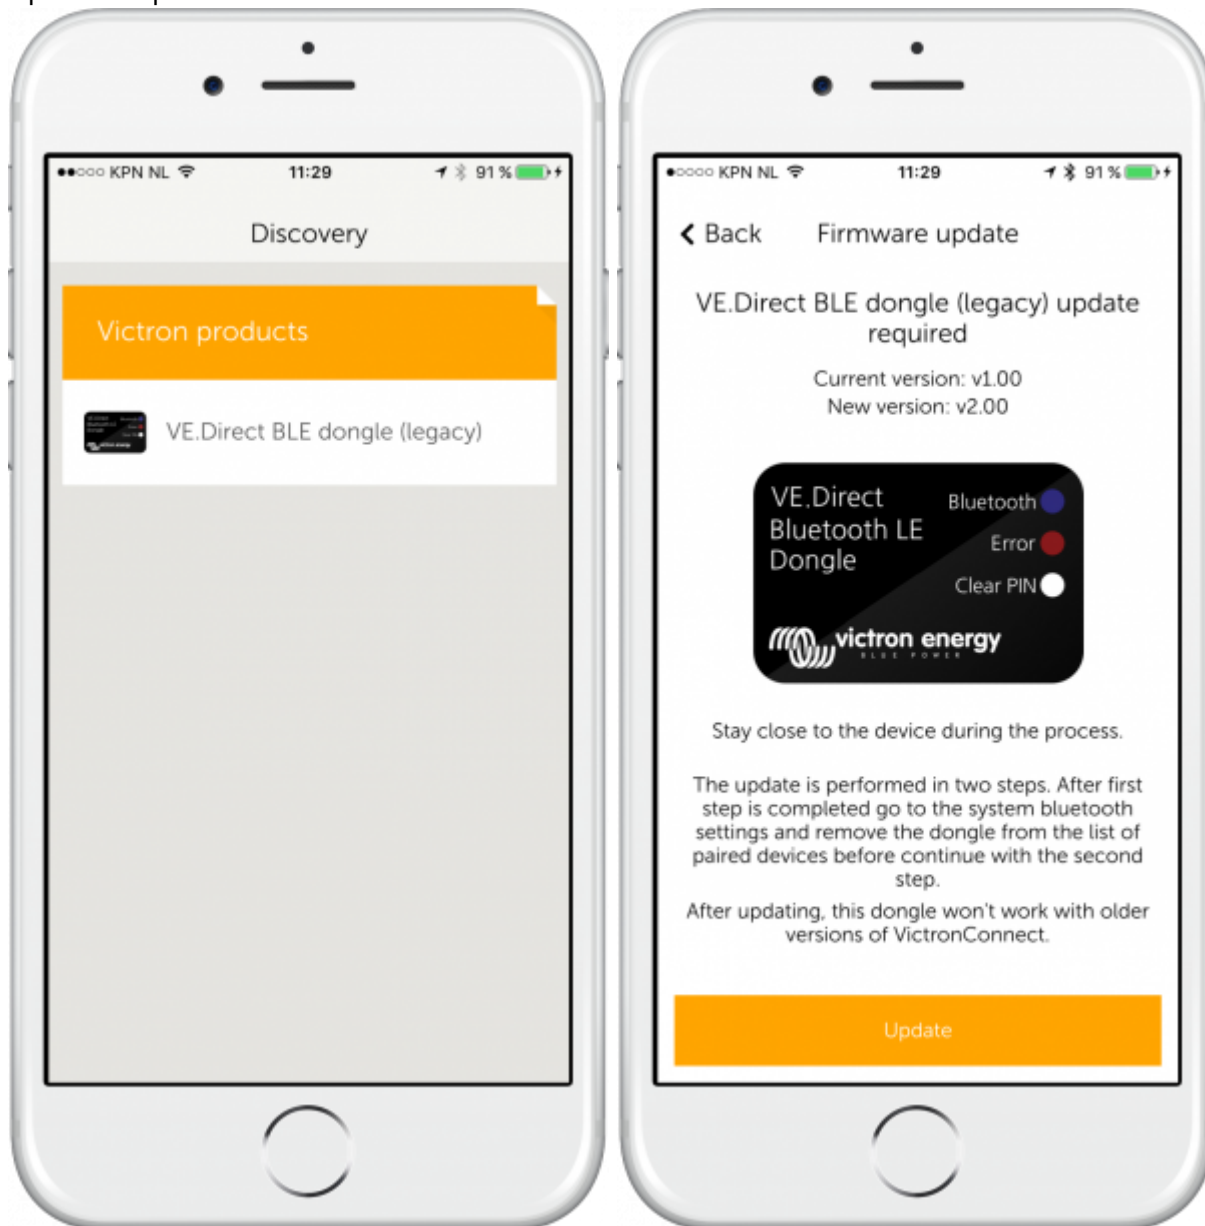 KPN NL 11:29 91 %
Discovery
Victron products
VE.Direct BLE dongle (legacy)
KPN NL 11:29 91 %
Back Firmware update
VE.Direct BLE dongle (legacy) update
required
Current version: v1.00
New version: v2.00
VE.Direct
Bluetooth LE
Dongle
Bluetooth
Error
Clear PIN
victron energy
BLUE POWER
Stay close to the device during the process.
The update is performed in two steps. After first
step is completed go to the system bluetooth
settings and remove the dongle from the list of
paired devices before continue with the second
step.
After updating, this dongle won't work with older
versions of VictronConnect.
Update